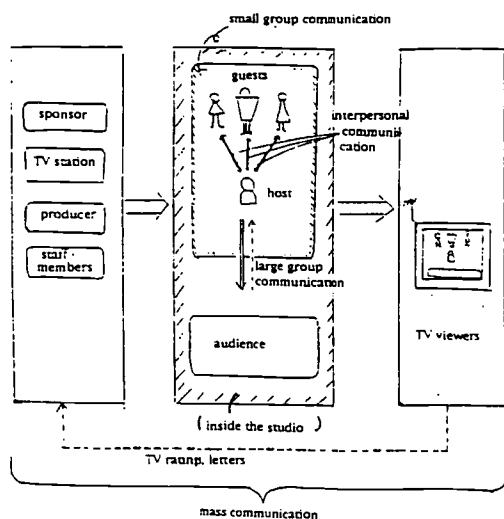 small group communication
guests
sponsor
TV station
producer
staff
members
interpersonal
communi-
cation
host
large group
communication
audience
TV viewers
(inside the studio)
TV rating, letters
mass communication